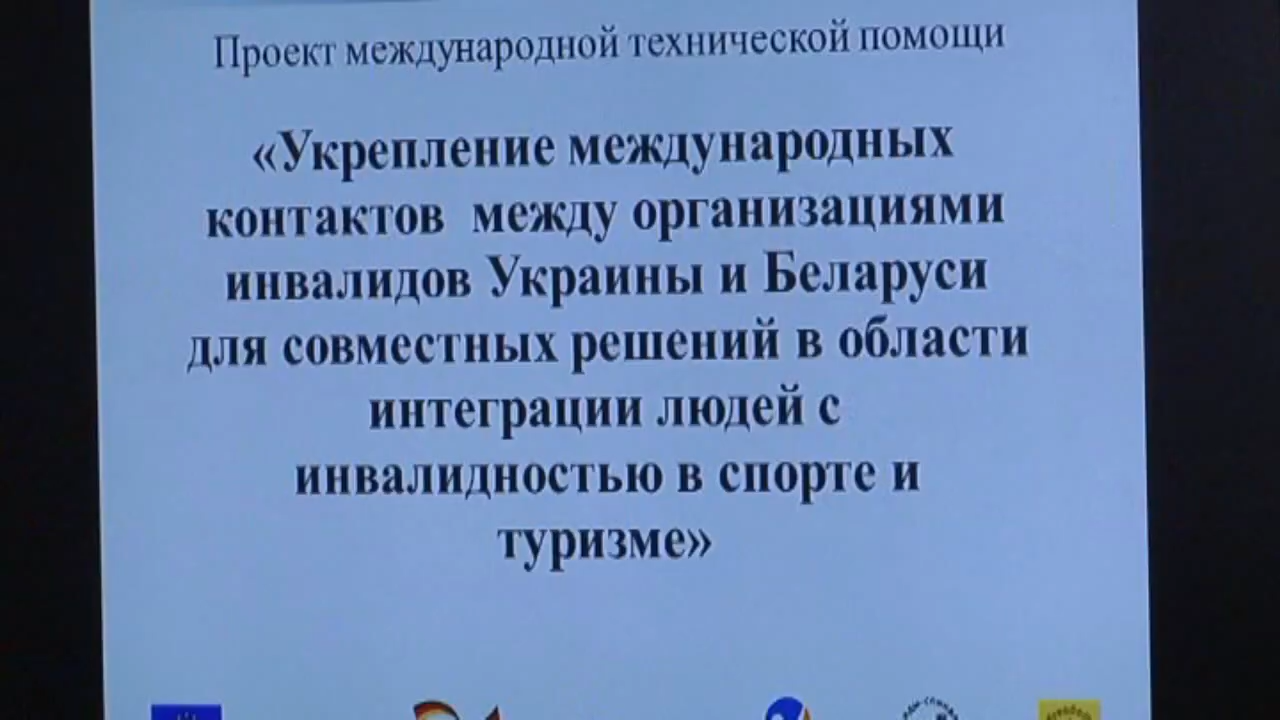 Проект международной технической помощи
«Укрепление международных
контактов между организациями
инвалидов Украины и Беларуси
для совместных решений в области
интеграции людей с
инвалидностью в спорте и
туризме»